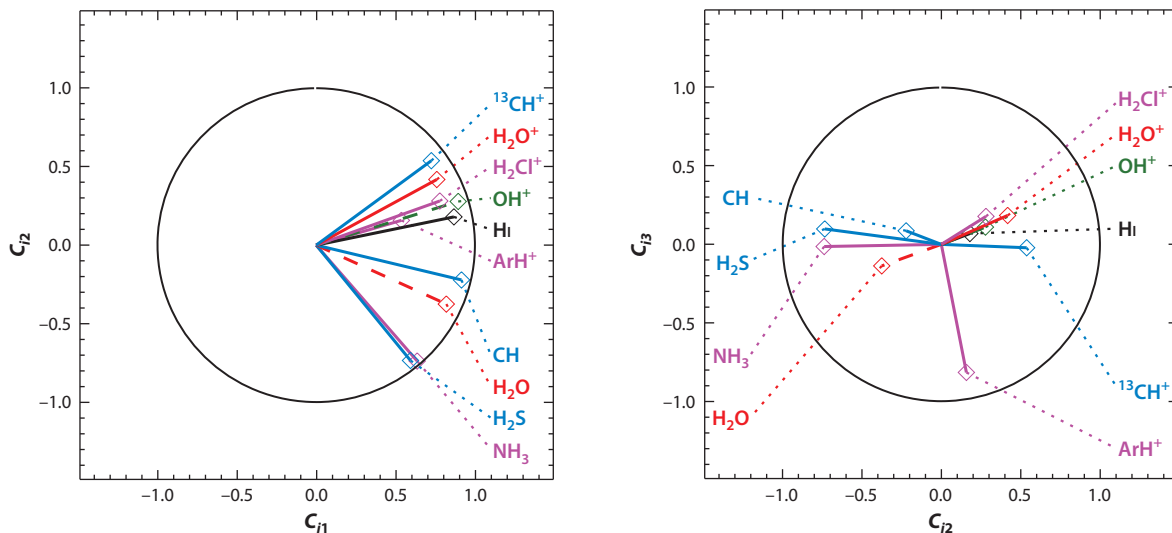 1.0
0.5
0.0
−0.5
−1.0
C_i2
−1.0 −0.5 0.0 0.5 1.0
C_i1
¹³CH⁺
H₂O⁺
H₂Cl⁺
OH⁺
HI
ArH⁺
CH
H₂O
H₂S
NH₃
1.0
0.5
0.0
−0.5
−1.0
C_i3
−1.0 −0.5 0.0 0.5 1.0
C_i2
CH
H₂S
NH₃
H₂O
H₂Cl⁺
H₂O⁺
OH⁺
HI
¹³CH⁺
ArH⁺